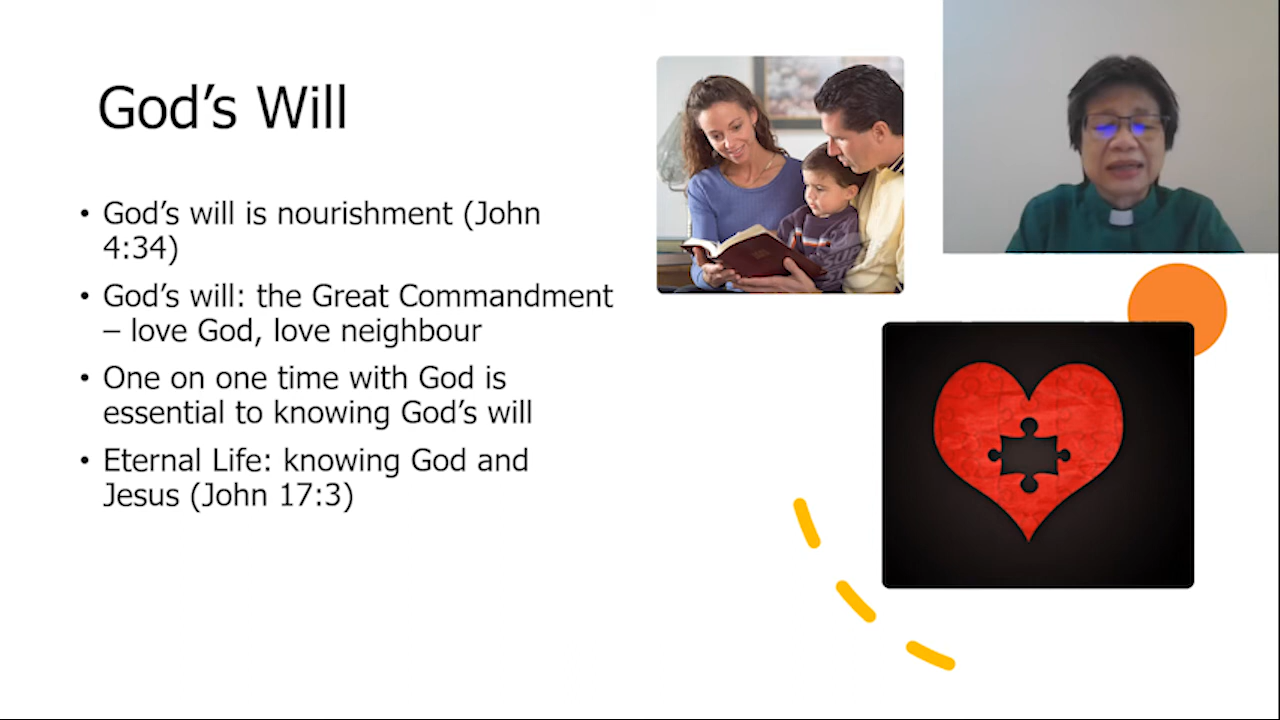 God’s Will
• God’s will is nourishment (John
4:34)
• God’s will: the Great Commandment
– love God, love neighbour
• One on one time with God is
essential to knowing God’s will
• Eternal Life: knowing God and
Jesus (John 17:3)